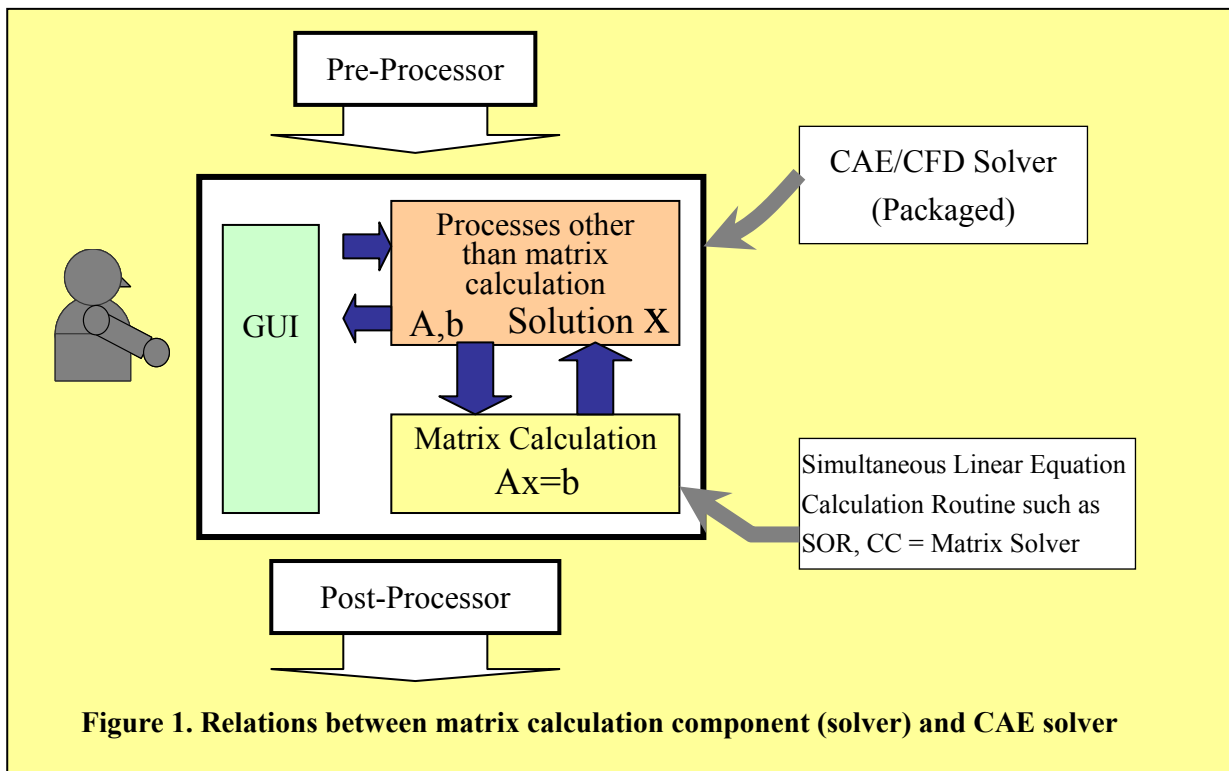 Pre-Processor
CAE/CFD Solver
(Packaged)
Processes other
than matrix
calculation
A,b Solution X
GUI
Matrix Calculation
Ax=b
Simultaneous Linear Equation
Calculation Routine such as
SOR, CC = Matrix Solver
Post-Processor
Figure 1. Relations between matrix calculation component (solver) and CAE solver